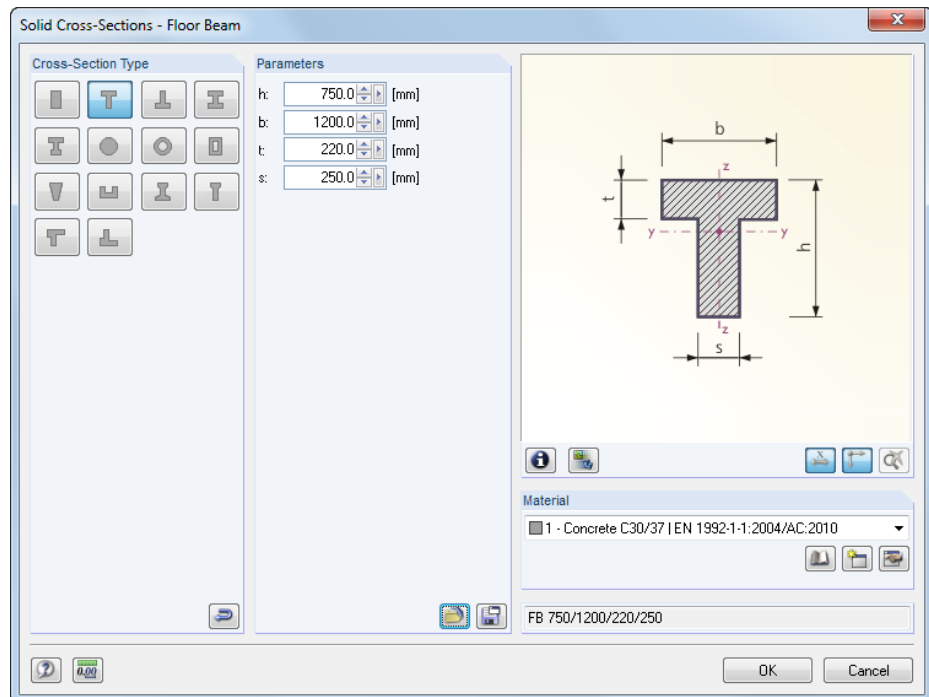 Solid Cross-Sections - Floor Beam
Cross-Section Type
Parameters
h: 750.0 [mm]
b: 1200.0 [mm]
t: 220.0 [mm]
s: 250.0 [mm]
b
z
t
y
y
h
z
s
x
Material
1 - Concrete C30/37 | EN 1992-1-1:2004/AC:2010
FB 750/1200/220/250
0.00
OK
Cancel